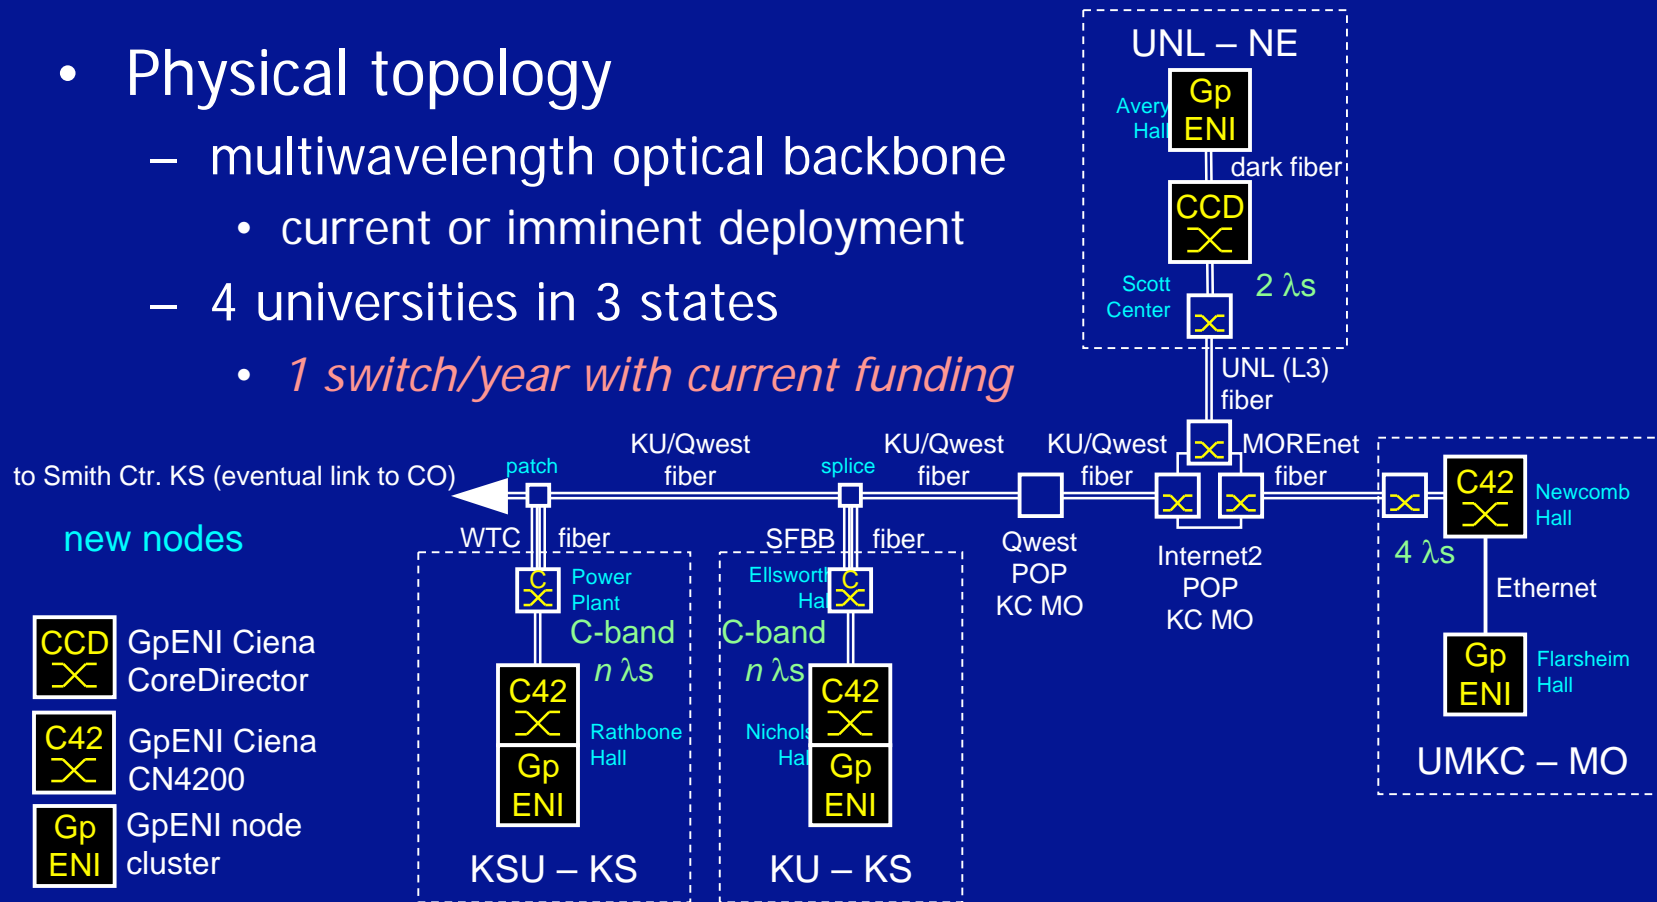 • Physical topology
– multiwavelength optical backbone
• current or imminent deployment
– 4 universities in 3 states
• 1 switch/year with current funding
UNL – NE
Avery
Hall
Gp
ENI
dark fiber
CCD
Scott
Center
2 λs
UNL (L3)
fiber
to Smith Ctr. KS (eventual link to CO)
patch
KU/Qwest
fiber
splice
KU/Qwest
fiber
KU/Qwest
fiber
MOREnet
fiber
new nodes
WTC fiber
SFBB fiber
Qwest
POP
KC MO
Internet2
POP
KC MO
4 λs
C42
Newcomb
Hall
Ethernet
Gp
ENI
Flarsheim
Hall
UMKC – MO
C
Power
Plant
C-band
n λs
C42
Rathbone
Hall
Gp
ENI
KSU – KS
Ellsworth
Hal
C
C-band
n λs
C42
Nichols
Hal
Gp
ENI
KU – KS
CCD
GpENI Ciena
CoreDirector
C42
GpENI Ciena
CN4200
Gp
ENI
GpENI node
cluster